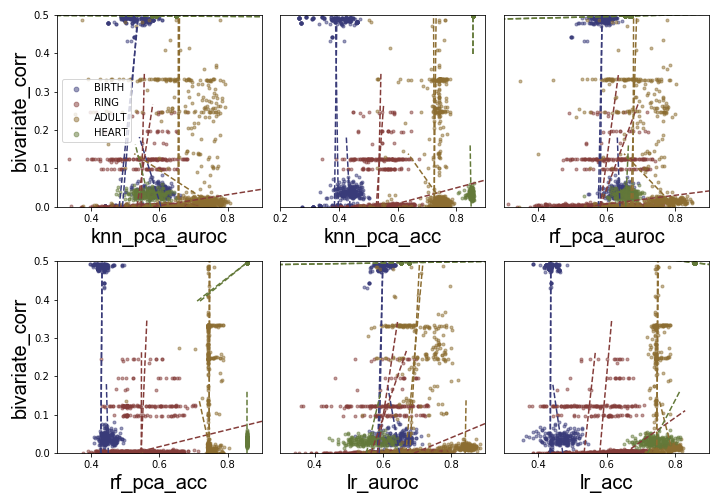 0.5
0.4
0.3
0.2
0.1
0.0
bivariate_corr
BIRTH
RING
ADULT
HEART
0.4 0.6 0.8
0.2 0.4 0.6 0.8
0.4 0.6 0.8
knn_pca_auroc knn_pca_acc rf_pca_auroc
0.5
0.4
0.3
0.2
0.1
0.0
bivariate_corr
0.4 0.6 0.8
0.4 0.6 0.8
0.4 0.6 0.8
rf_pca_acc lr_auroc lr_acc